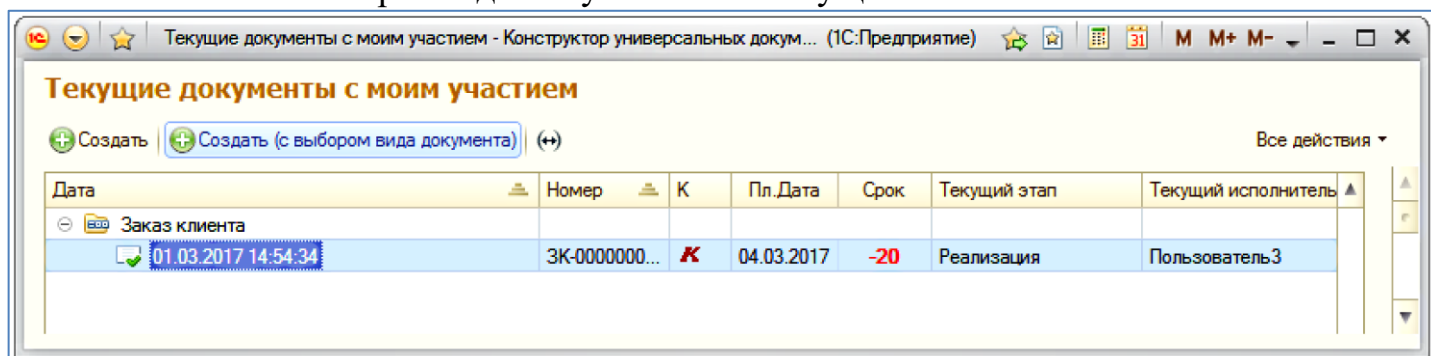 Текущие документы с моим участием - Конструктор универсальных докум... (1С:Предприятие) 31 M M+ M-
Текущие документы с моим участием
Создать Создать (с выбором вида документа) Все действия
Дата Номер К Пл.Дата Срок Текущий этап Текущий исполнитель
Заказ клиента
01.03.2017 14:54:34 ЗК-0000000... К 04.03.2017 -20 Реализация Пользователь3